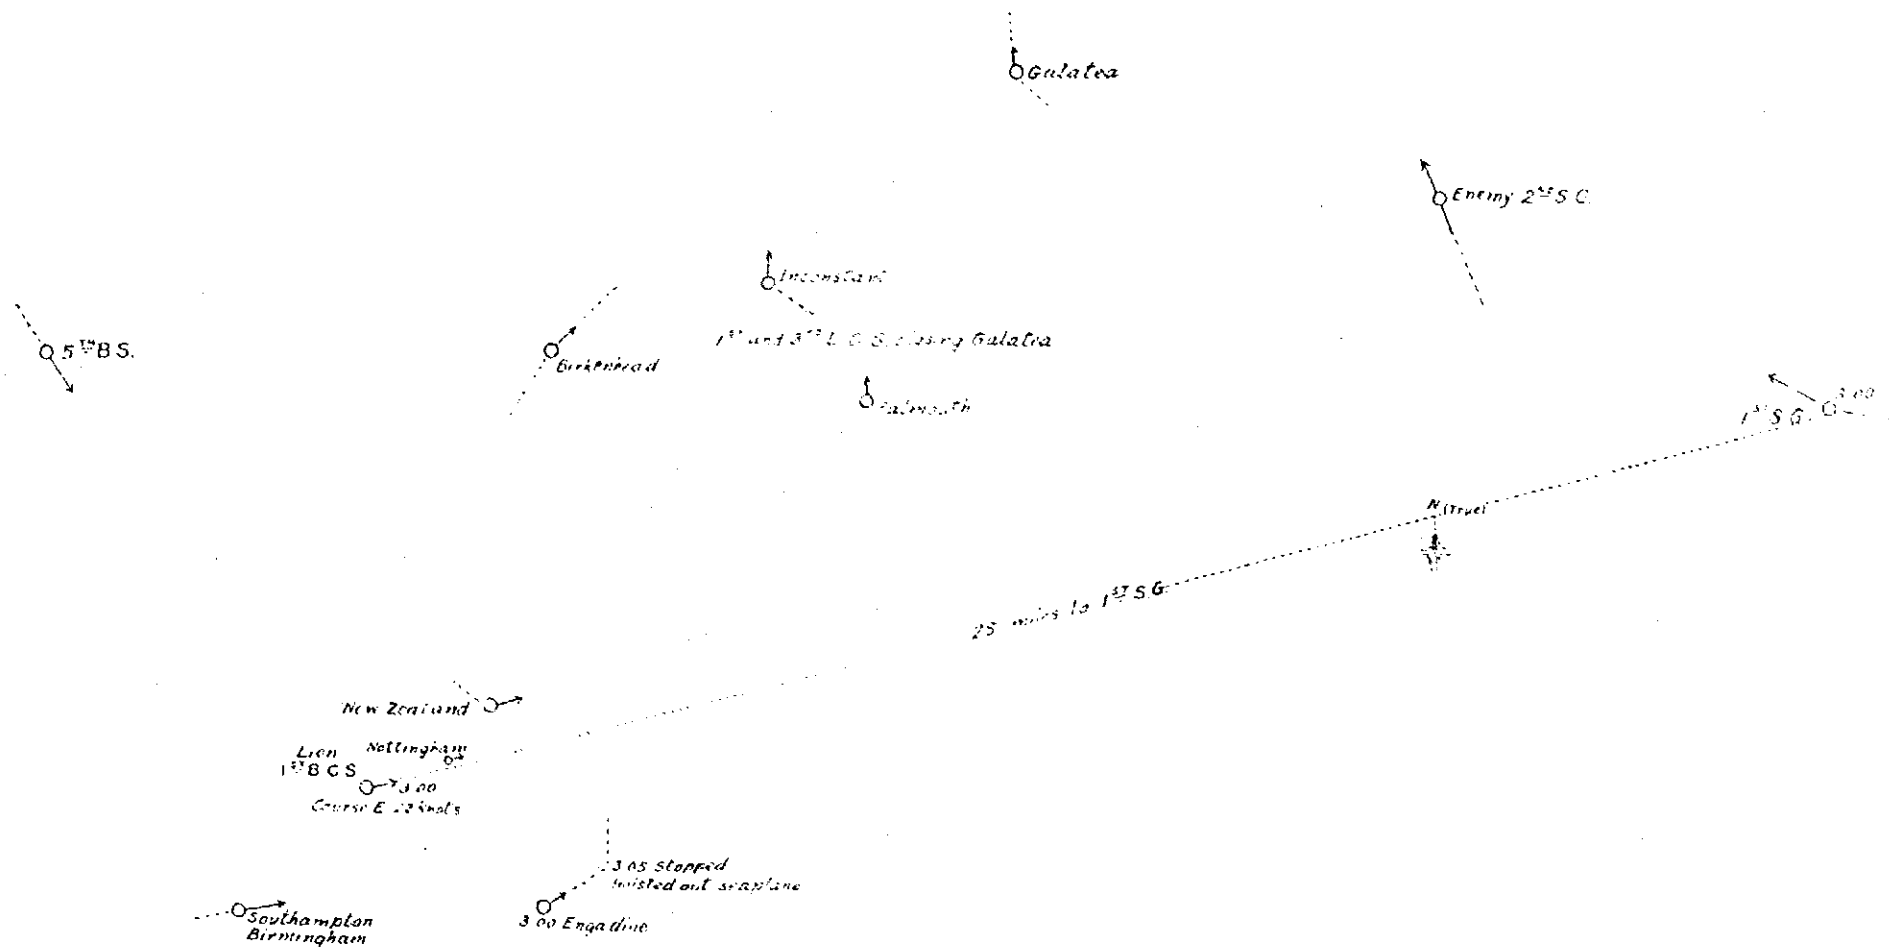 Galatea
Enemy 2ND S G.
Inconstant
1ST and 3RD L. C. S. closing Galatea
5TH B S.
Birkenhead
Falmouth
3 00
1ST S G.
N (True)
28 miles to 1ST S.G.
New Zealand
Nottingham
Lion
1ST B C S
3 00
Course E. 22 knots
3 05 Stopped
hoisted out seaplane
3 00 Engadine
Southampton
Birmingham